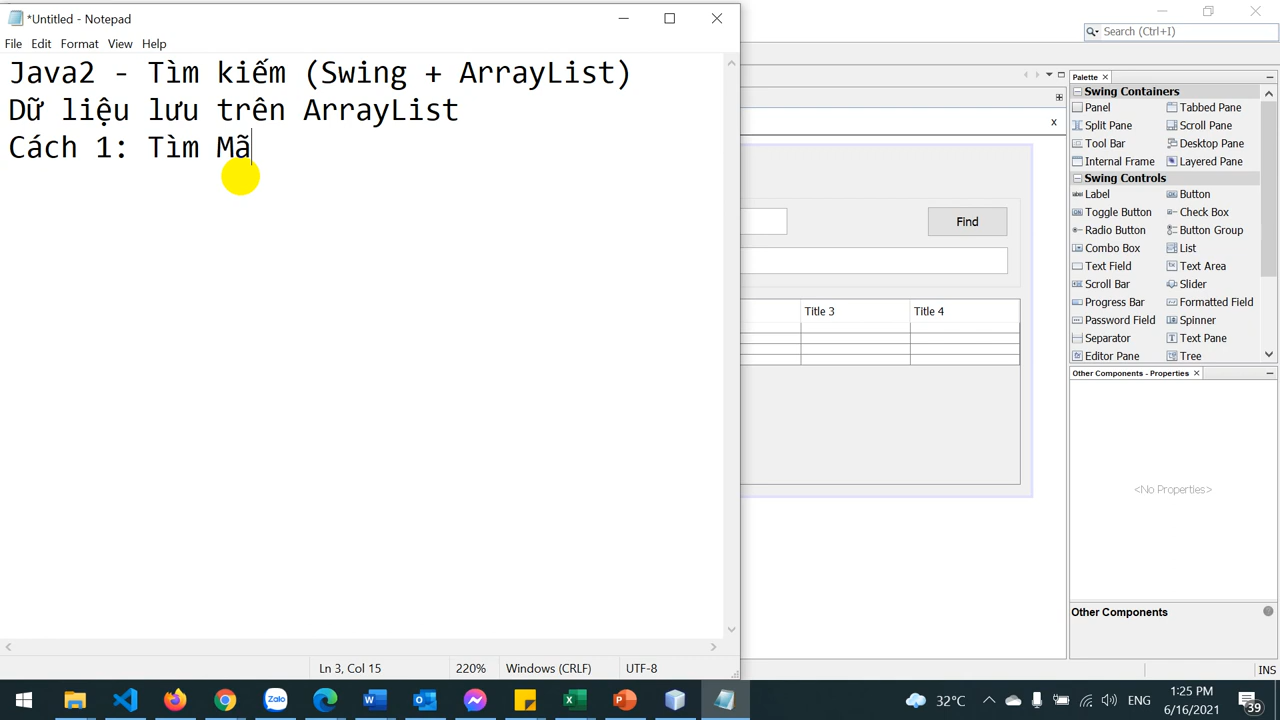 *Untitled - Notepad
File Edit Format View Help
Java2 - Tìm kiếm (Swing + ArrayList)
Dữ liệu lưu trên ArrayList
Cách 1: Tìm Mã
Ln 3, Col 15 220% Windows (CRLF) UTF-8
Search (Ctrl+I)
x
Find
Title 3 Title 4
Palette
Swing Containers
Panel Tabbed Pane
Split Pane Scroll Pane
Tool Bar Desktop Pane
Internal Frame Layered Pane
Swing Controls
Label Button
Toggle Button Check Box
Radio Button Button Group
Combo Box List
Text Field Text Area
Scroll Bar Slider
Progress Bar Formatted Field
Password Field Spinner
Separator Text Pane
Editor Pane Tree
Other Components - Properties
<No Properties>
Other Components
INS
Zalo
32°C ENG
1:25 PM
6/16/2021
39